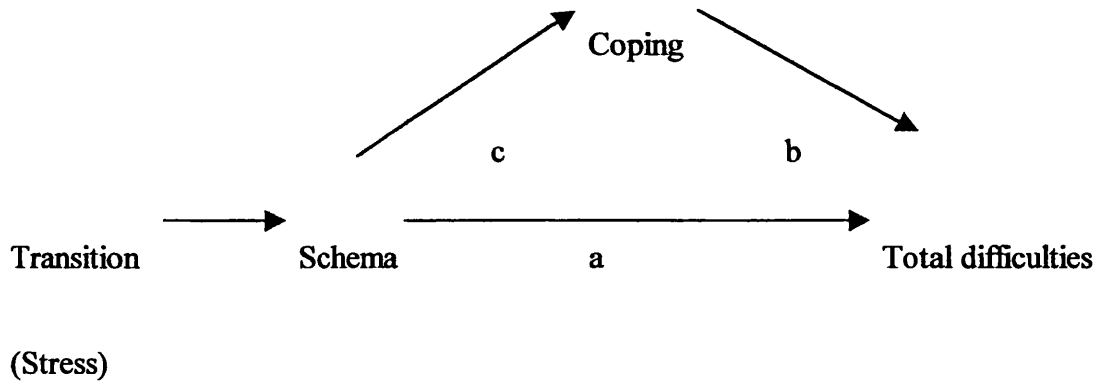 Coping
c b
Transition Schema a Total difficulties
(Stress)